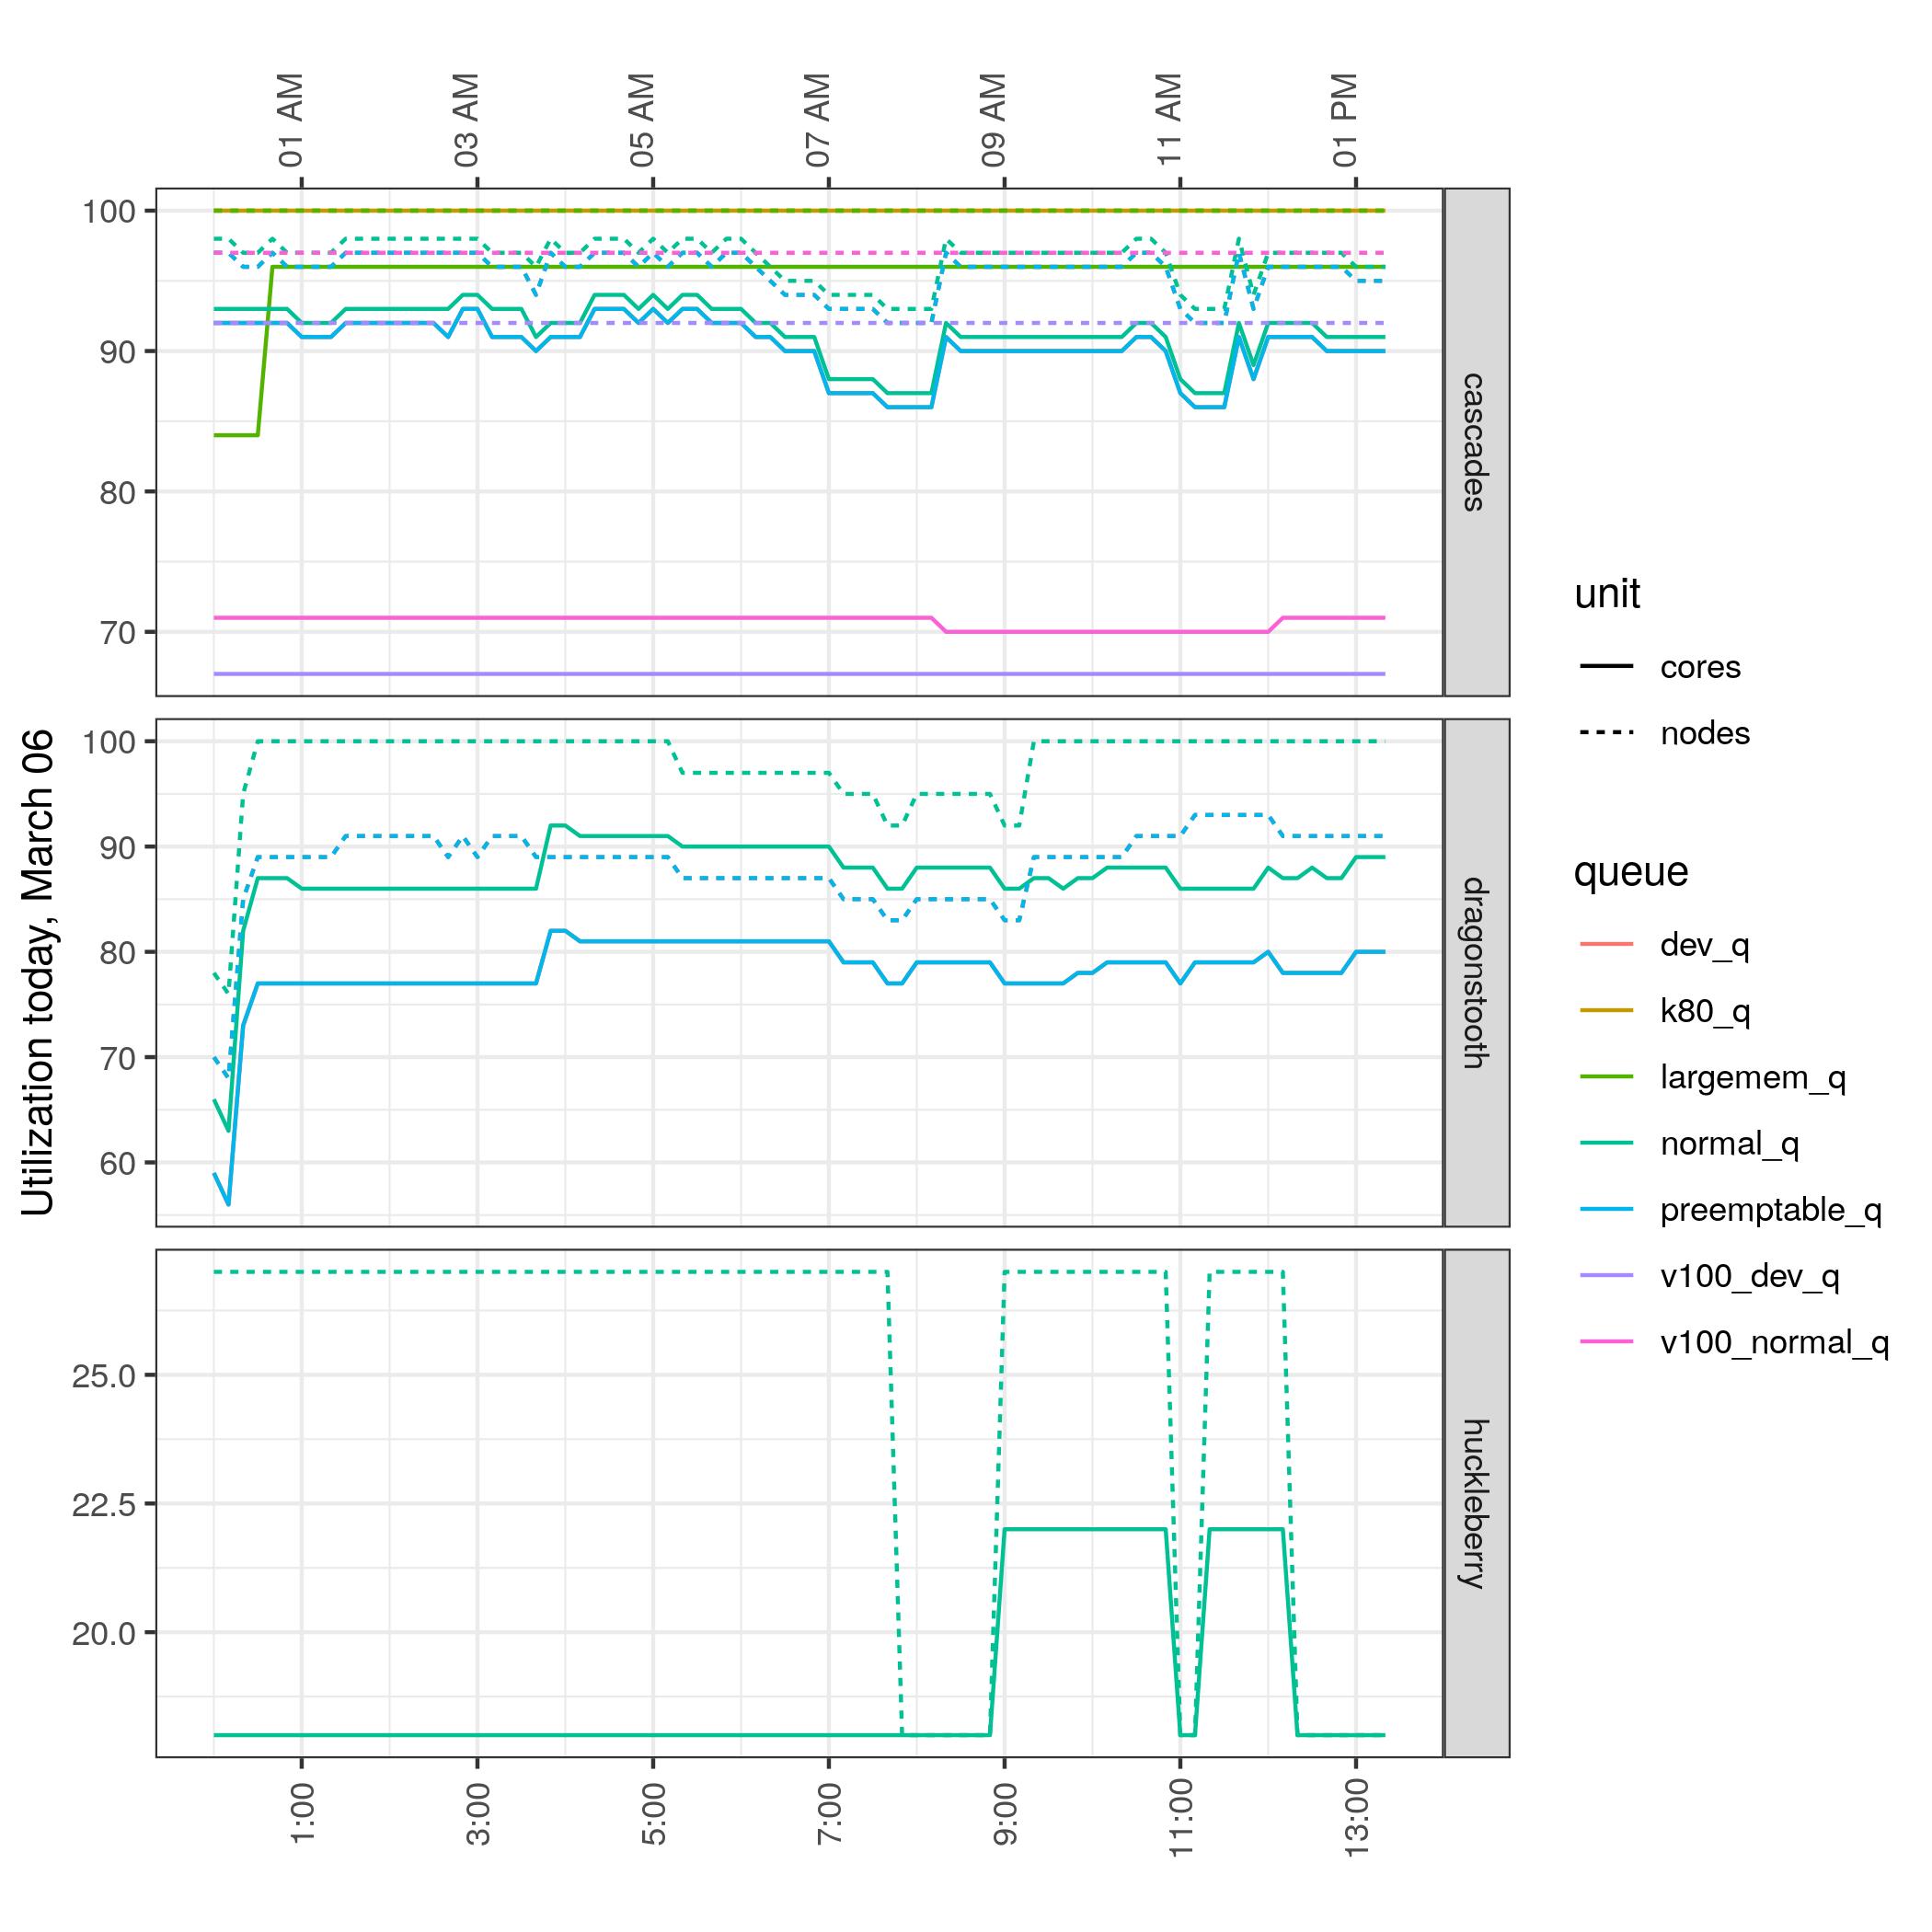 01 AM
03 AM
05 AM
07 AM
09 AM
11 AM
01 PM
Utilization today, March 06
100
90
80
70
cascades
100
90
80
70
60
dragonstooth
25.0
22.5
20.0
huckleberry
1:00
3:00
5:00
7:00
9:00
11:00
13:00
unit
cores
nodes
queue
dev_q
k80_q
largemem_q
normal_q
preemptable_q
v100_dev_q
v100_normal_q